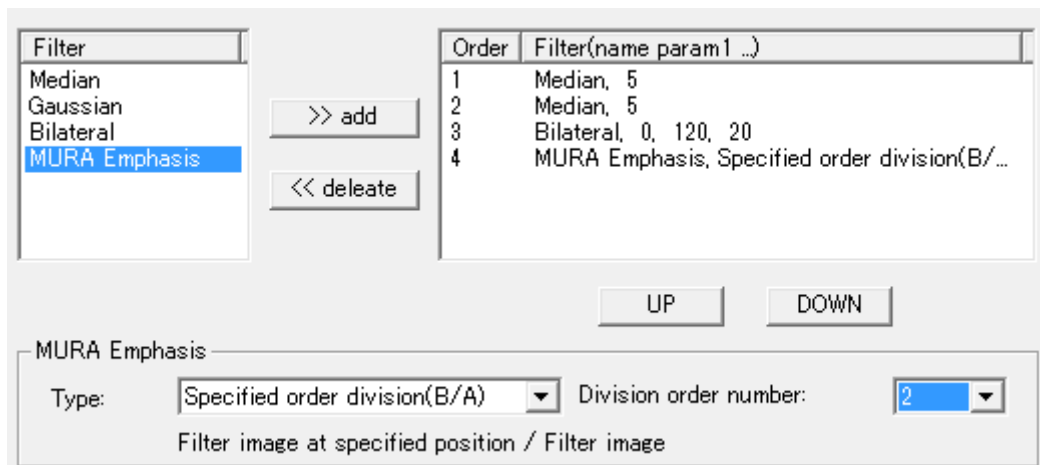 Filter
Median
Gaussian
Bilateral
MURA Emphasis
>> add
<< deleate
Order Filter(name param1 ...)
1 Median, 5
2 Median, 5
3 Bilateral, 0, 120, 20
4 MURA Emphasis, Specified order division(B/...
UP DOWN
MURA Emphasis
Type: Specified order division(B/A) Division order number: 2
Filter image at specified position / Filter image